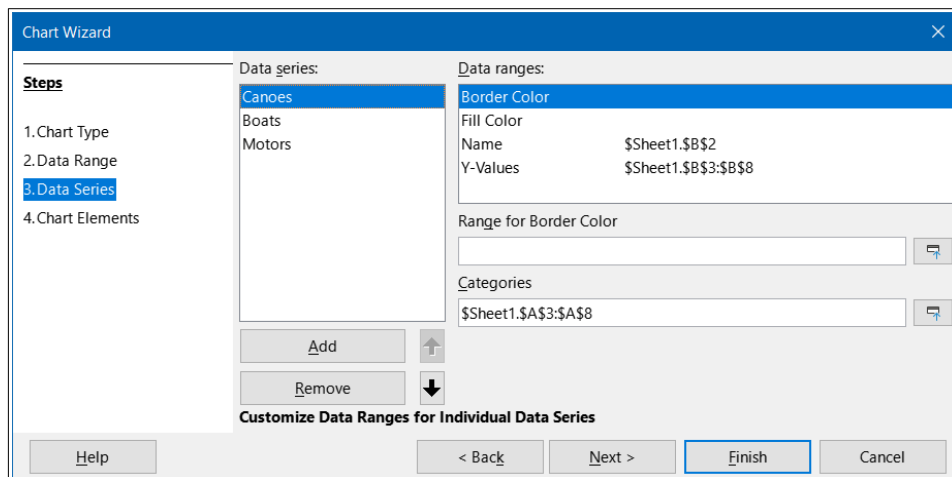 Chart Wizard
Steps
1.Chart Type
2.Data Range
3.Data Series
4.Chart Elements
Data series:
Canoes
Boats
Motors
Add
Remove
Data ranges:
Border Color
Fill Color
Name $Sheet1.$B$2
Y-Values $Sheet1.$B$3:$B$8
Range for Border Color
Categories
$Sheet1.$A$3:$A$8
Customize Data Ranges for Individual Data Series
Help
< Back
Next >
Finish
Cancel